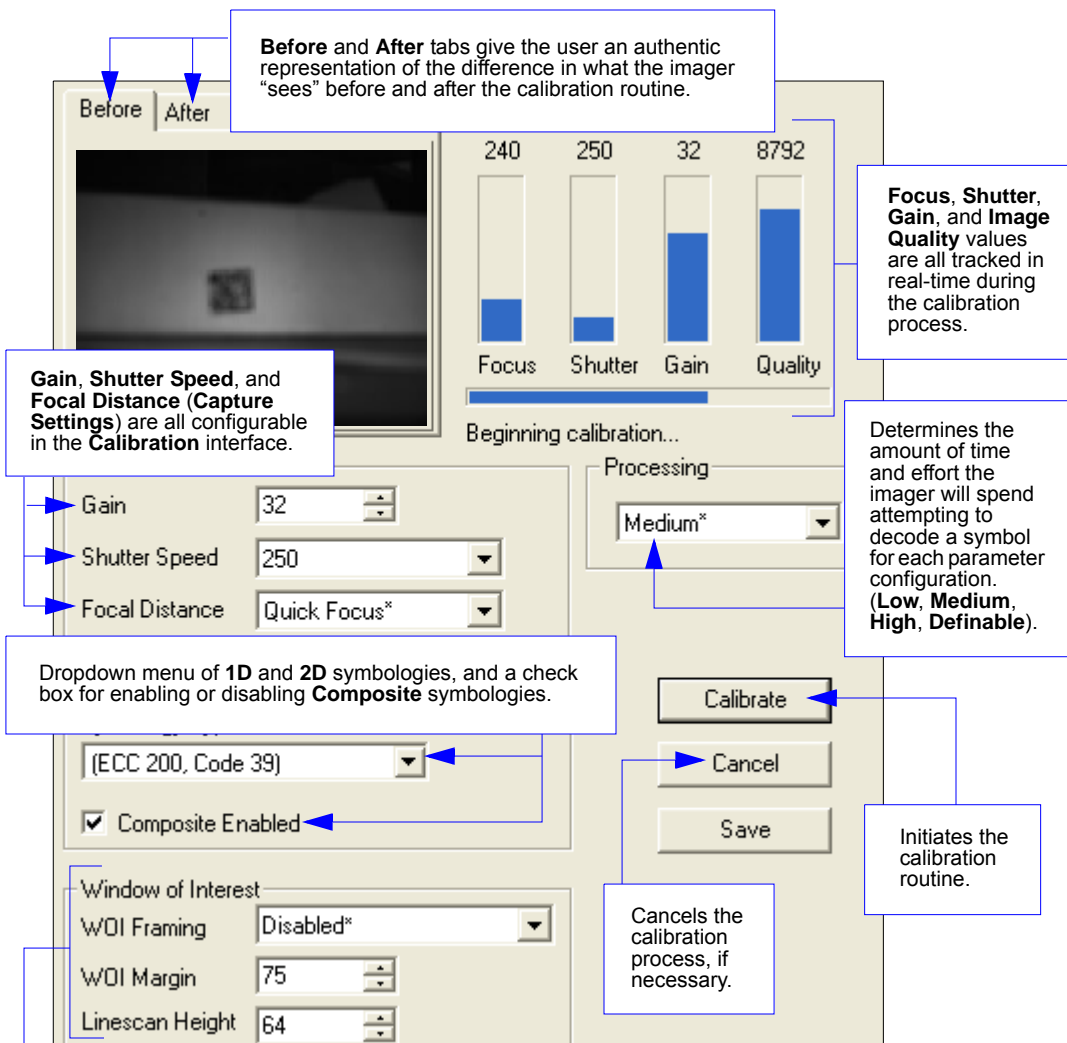 Before and After tabs give the user an authentic
representation of the difference in what the imager
“sees” before and after the calibration routine.
Before
After
240 250 32 8792
Focus Shutter Gain Quality
Beginning calibration...
Focus, Shutter,
Gain, and Image
Quality values
are all tracked in
real-time during
the calibration
process.
Gain, Shutter Speed, and
Focal Distance (Capture
Settings) are all configurable
in the Calibration interface.
Gain 32
Shutter Speed 250
Focal Distance Quick Focus*
Processing
Medium*
Determines the
amount of time
and effort the
imager will spend
attempting to
decode a symbol
for each parameter
configuration.
(Low, Medium,
High, Definable).
Dropdown menu of 1D and 2D symbologies, and a check
box for enabling or disabling Composite symbologies.
(ECC 200, Code 39)
Composite Enabled
Calibrate
Cancel
Save
Initiates the
calibration
routine.
Cancels the
calibration
process, if
necessary.
Window of Interest
WOI Framing Disabled*
WOI Margin 75
Linescan Height 64